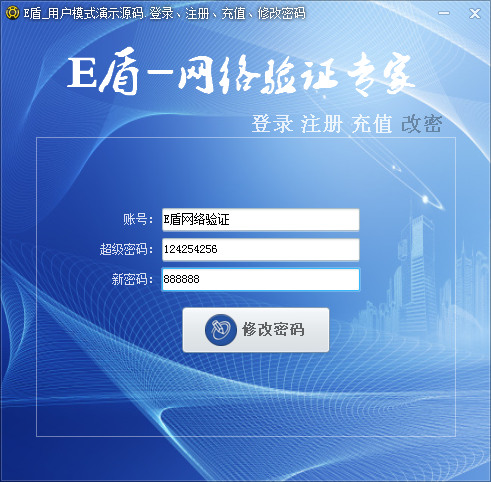 E盾_用户模式演示源码.登录、注册、充值、修改密码
E盾－网络验证专家
登录 注册 充值 改密
账号: E盾网络验证
超级密码: 124254256
新密码: 888888
修改密码